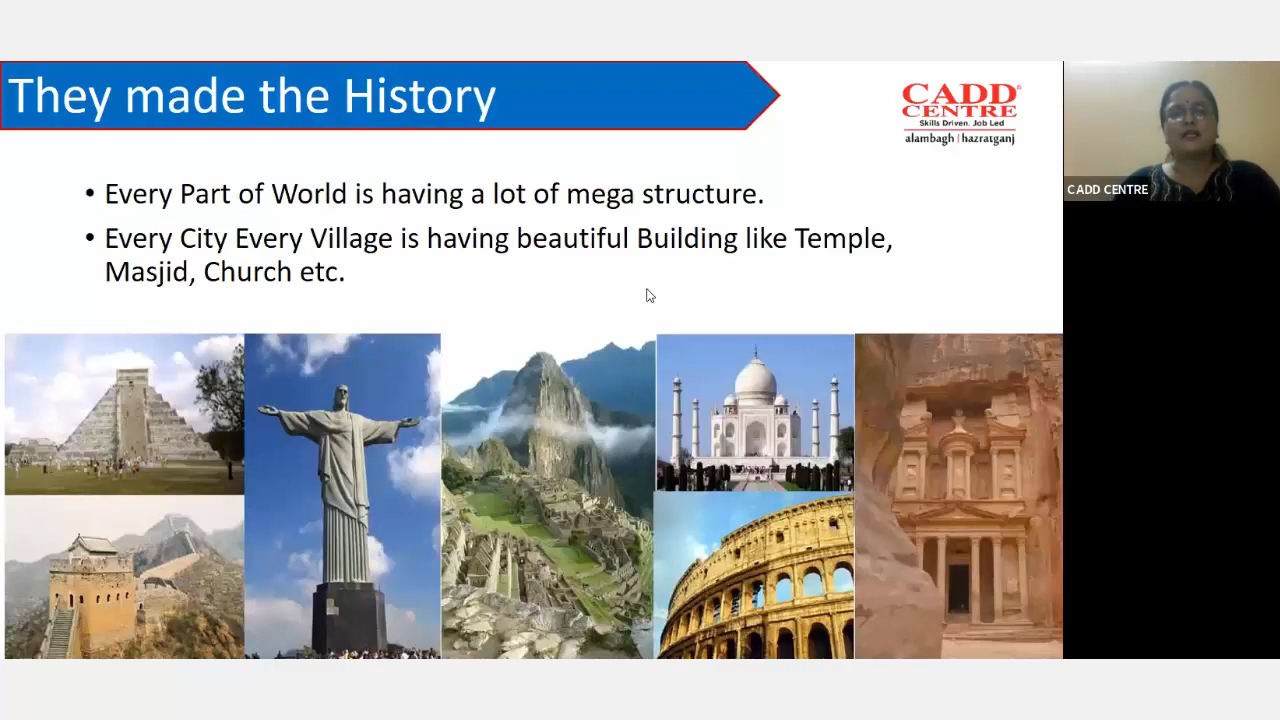 They made the History
CADD
CENTRE
Skills Driven. Job Led
alambagh | hazratganj
• Every Part of World is having a lot of mega structure.
• Every City Every Village is having beautiful Building like Temple,
Masjid, Church etc.
CADD CENTRE